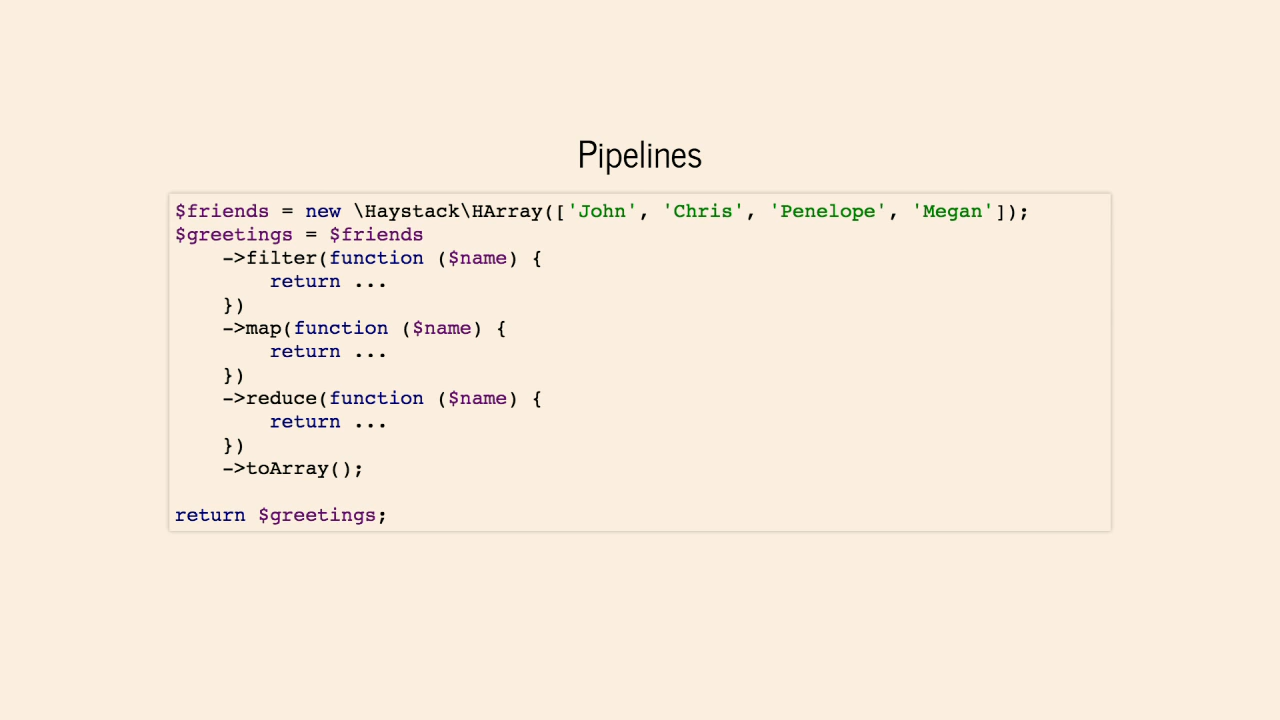 Pipelines
$friends = new \Haystack\HArray(['John', 'Chris', 'Penelope', 'Megan']);
$greetings = $friends
    ->filter(function ($name) {
        return ...
    })
    ->map(function ($name) {
        return ...
    })
    ->reduce(function ($name) {
        return ...
    })
    ->toArray();
return $greetings;